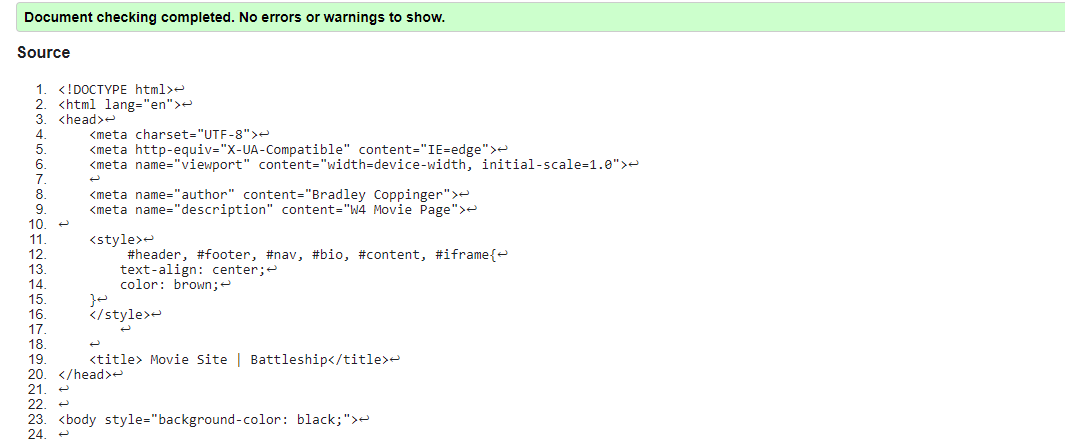 Document checking completed. No errors or warnings to show.
Source
1. <!DOCTYPE html>↩
2. <html lang="en">↩
3. <head>↩
4.     <meta charset="UTF-8">↩
5.     <meta http-equiv="X-UA-Compatible" content="IE=edge">↩
6.     <meta name="viewport" content="width=device-width, initial-scale=1.0">↩
7.     ↩
8.     <meta name="author" content="Bradley Coppinger">↩
9.     <meta name="description" content="W4 Movie Page">↩
10. ↩
11.     <style>↩
12.          #header, #footer, #nav, #bio, #content, #iframe{↩
13.         text-align: center;↩
14.         color: brown;↩
15.     }↩
16.     </style>↩
17.         ↩
18.     ↩
19.     <title> Movie Site | Battleship</title>↩
20. </head>↩
21. ↩
22. ↩
23. <body style="background-color: black;">↩
24. ↩